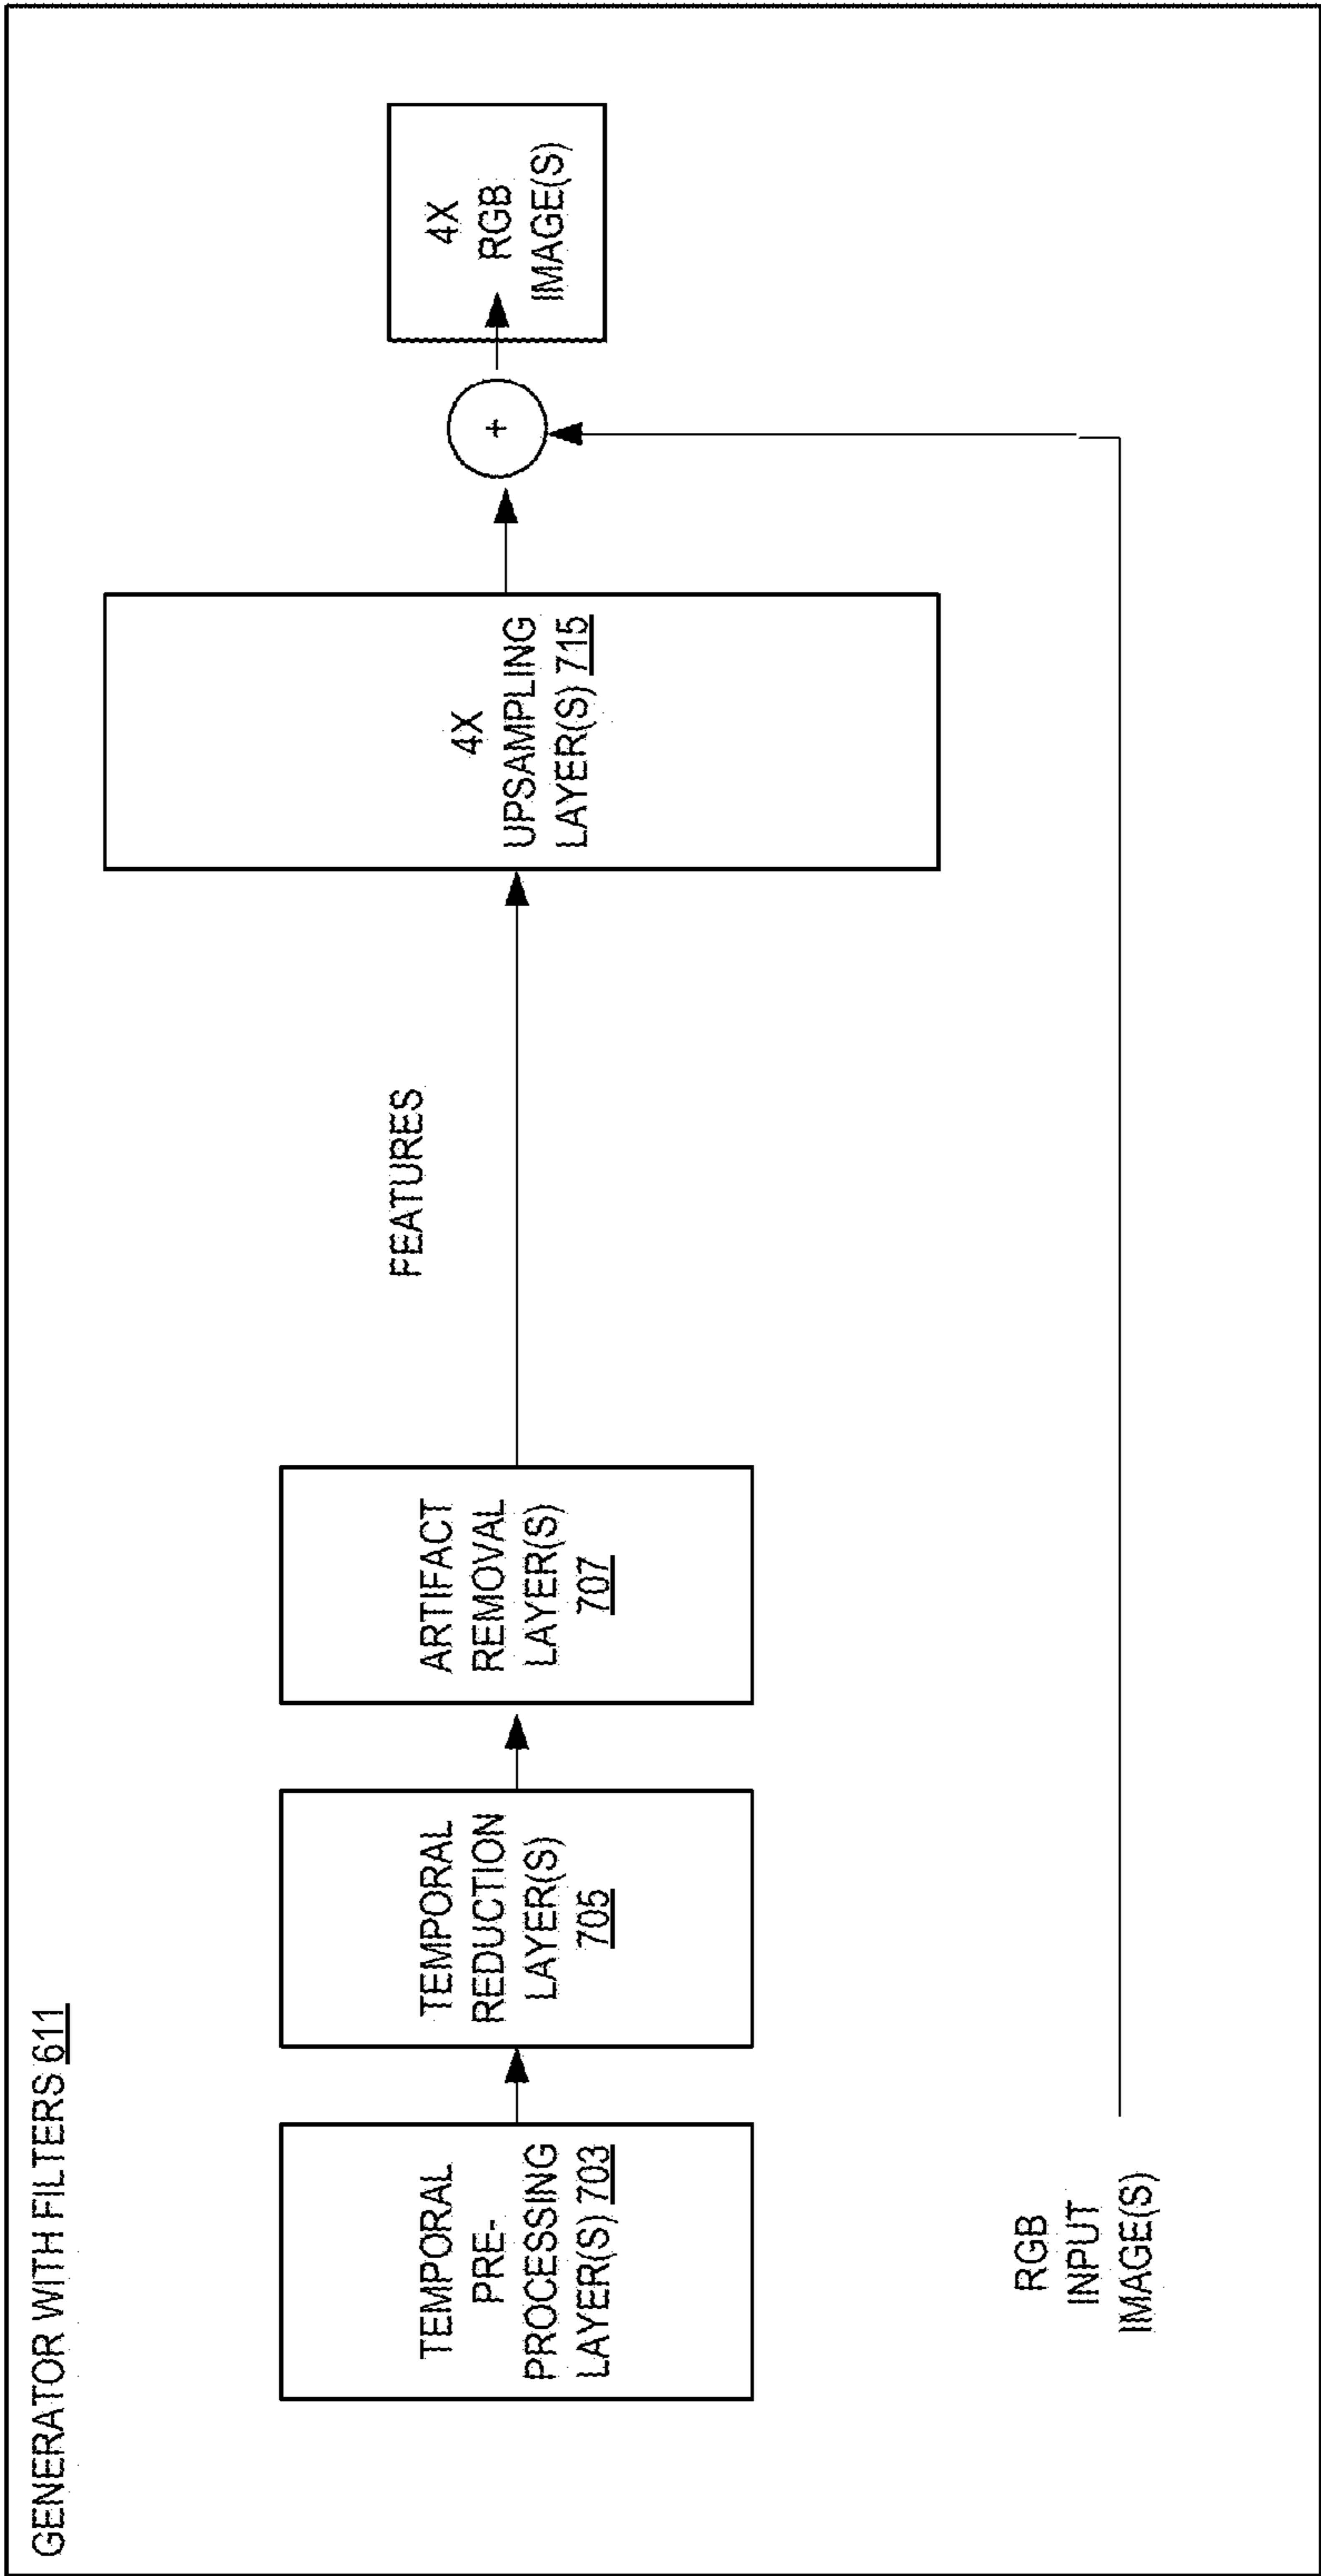 GENERATOR WITH FILTERS 611
TEMPORAL
PRE-
PROCESSING
LAYER(S) 703
TEMPORAL
REDUCTION
LAYER(S)
705
ARTIFACT
REMOVAL
LAYER(S)
707
FEATURES
4X
UPSAMPLING
LAYER(S) 715
+
4X
RGB
IMAGE(S)
RGB
INPUT
IMAGE(S)